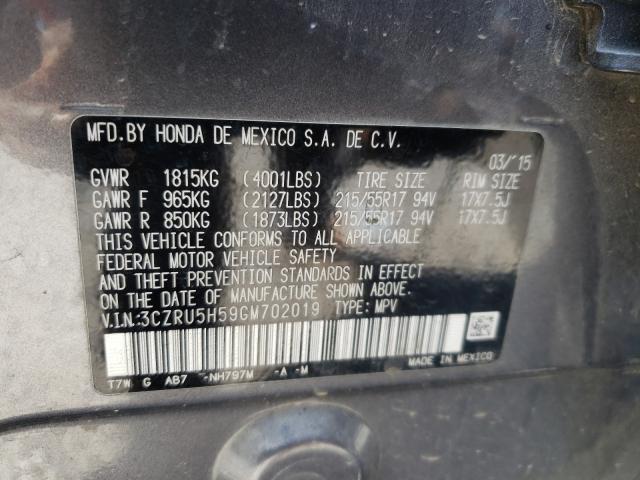 MFD.BY HONDA DE MEXICO S.A. DE C.V.
03/'15
GVWR 1815KG (4001LBS) TIRE SIZE RIM SIZE
GAWR F 965KG (2127LBS) 215/55R17 94V 17X7.5J
GAWR R 850KG (1873LBS) 215/55R17 94V 17X7.5J
THIS VEHICLE CONFORMS TO ALL APPLICABLE
FEDERAL MOTOR VEHICLE SAFETY
AND THEFT PREVENTION STANDARDS IN EFFECT
ON THE DATE OF MANUFACTURE SHOWN ABOVE.
V.I.N:3CZRU5H59GM702019 TYPE: MPV
MADE IN MEXICO
T7W G AB7 -NH797M -A -M